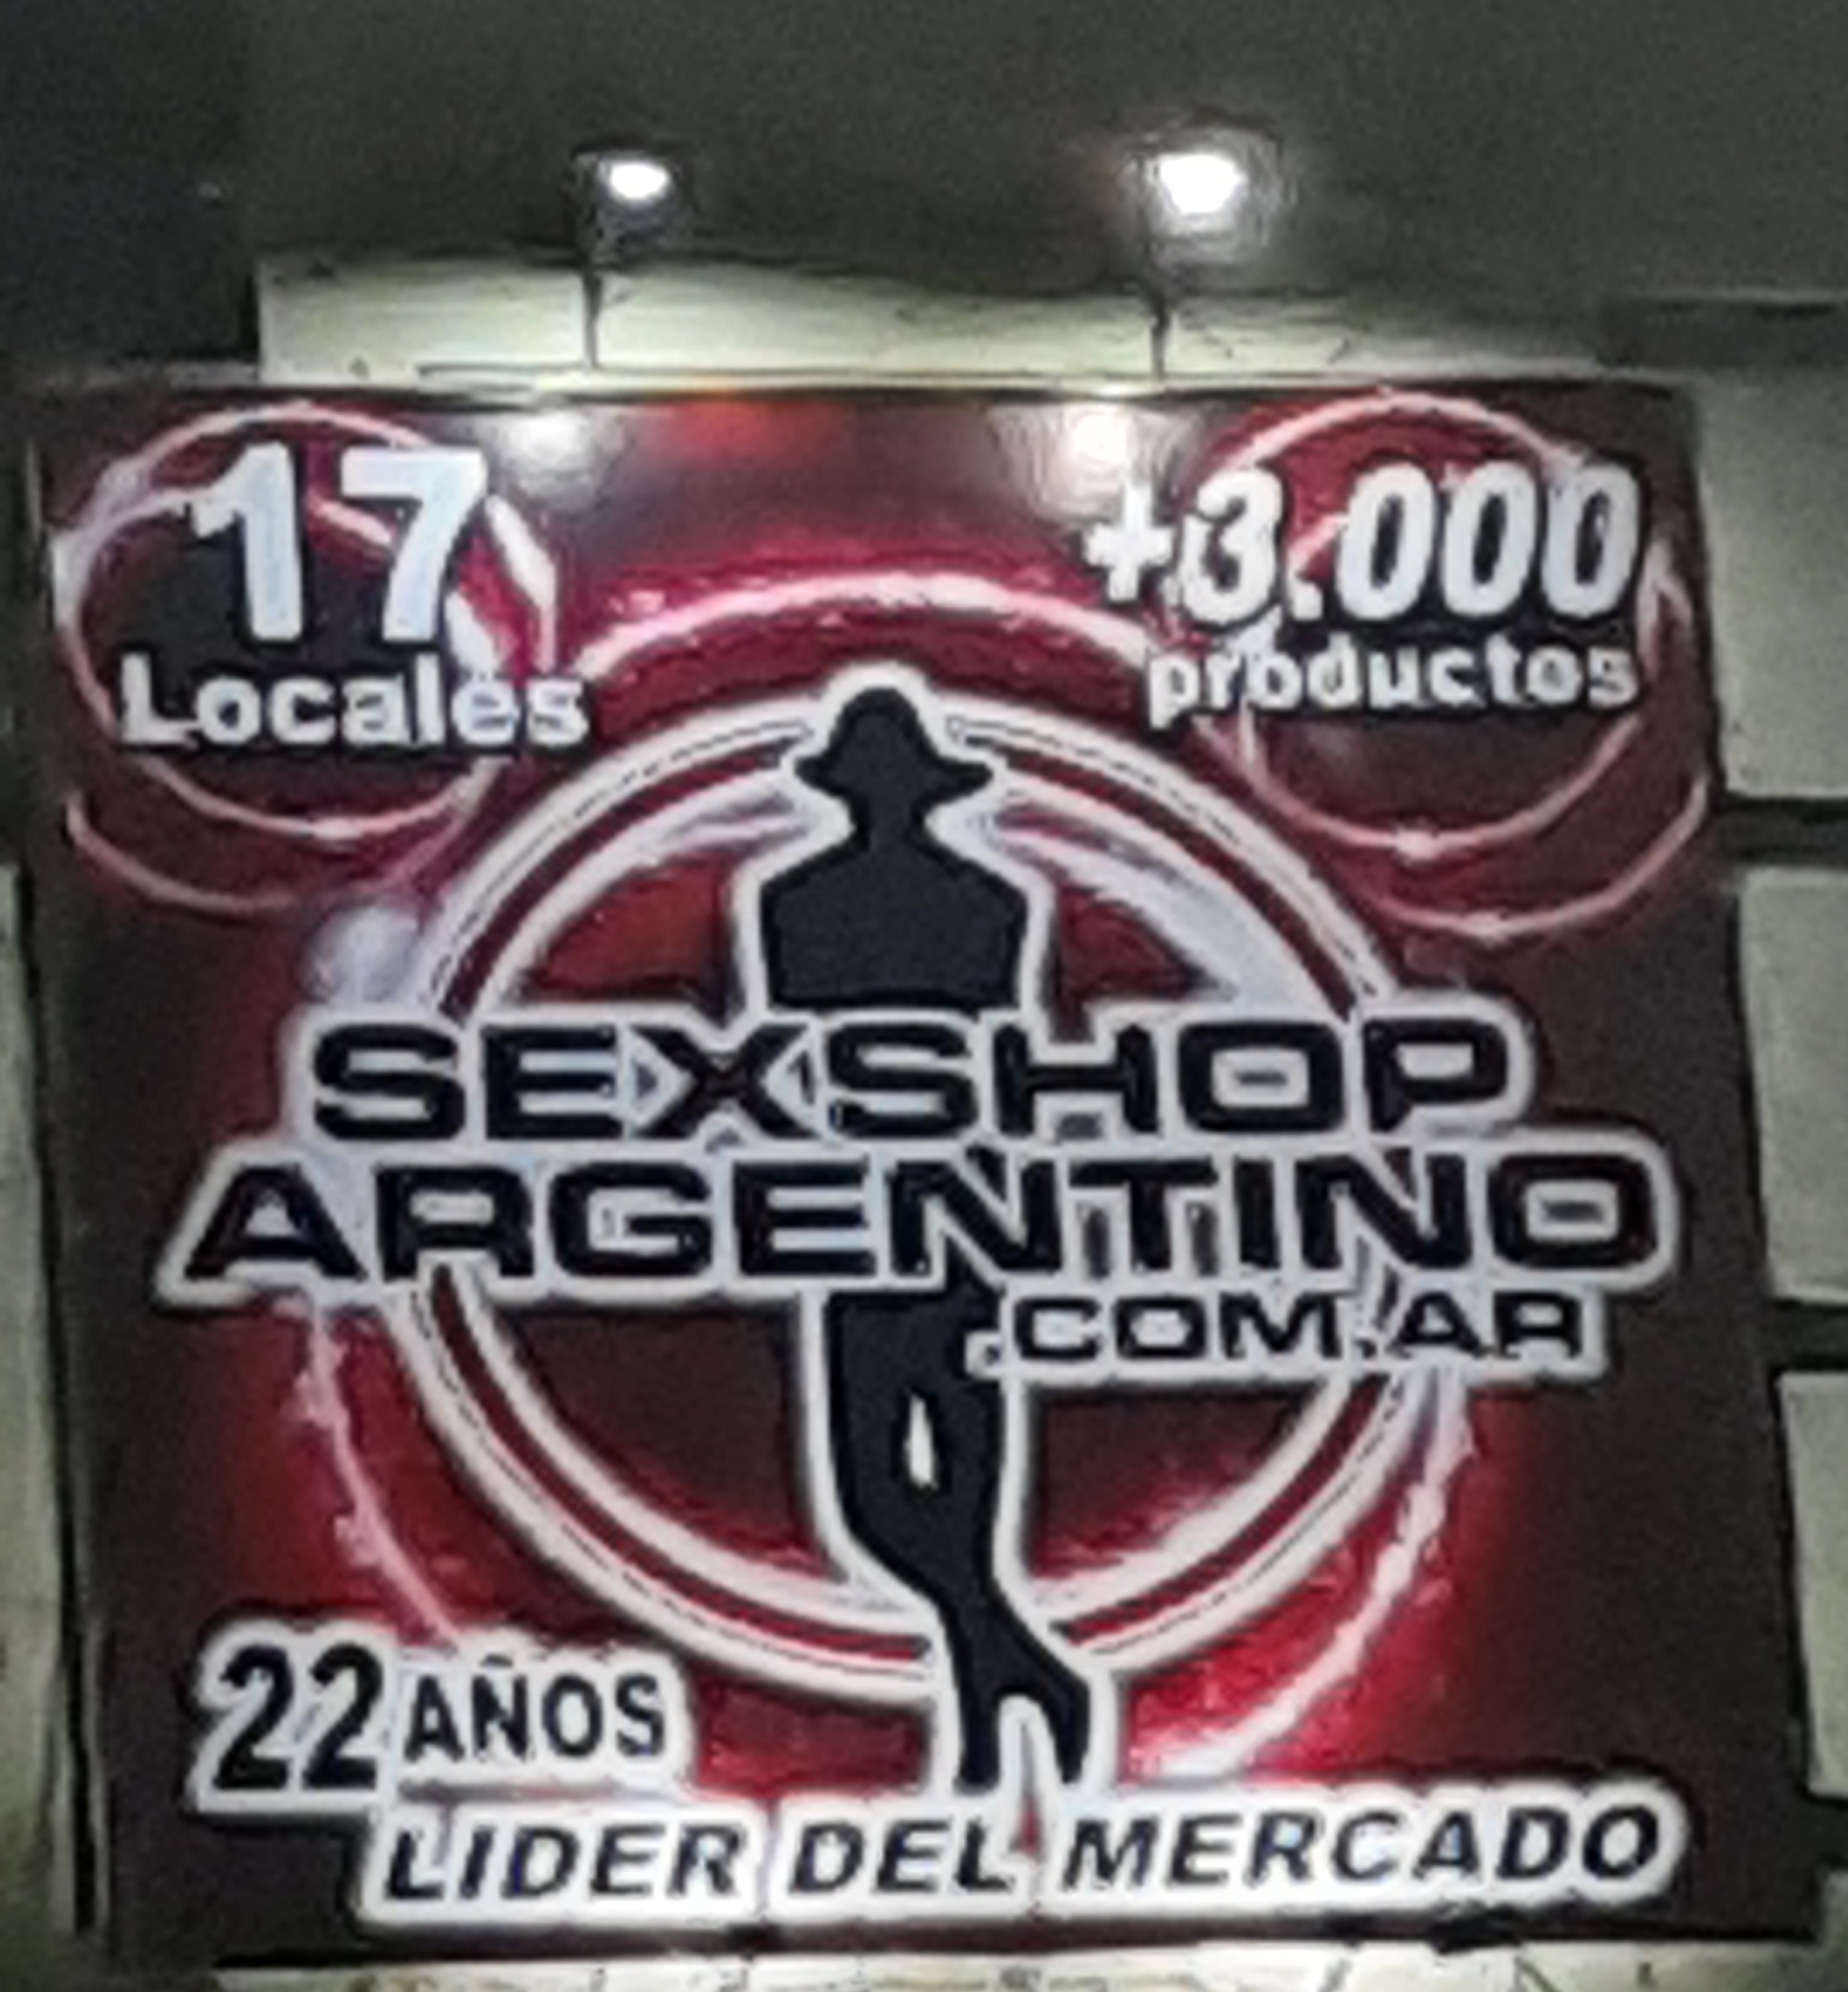 17
Locales
+3.000
productos
SEXSHOP
ARGENTINO
.COM.AR
22 AÑOS
LIDER DEL MERCADO